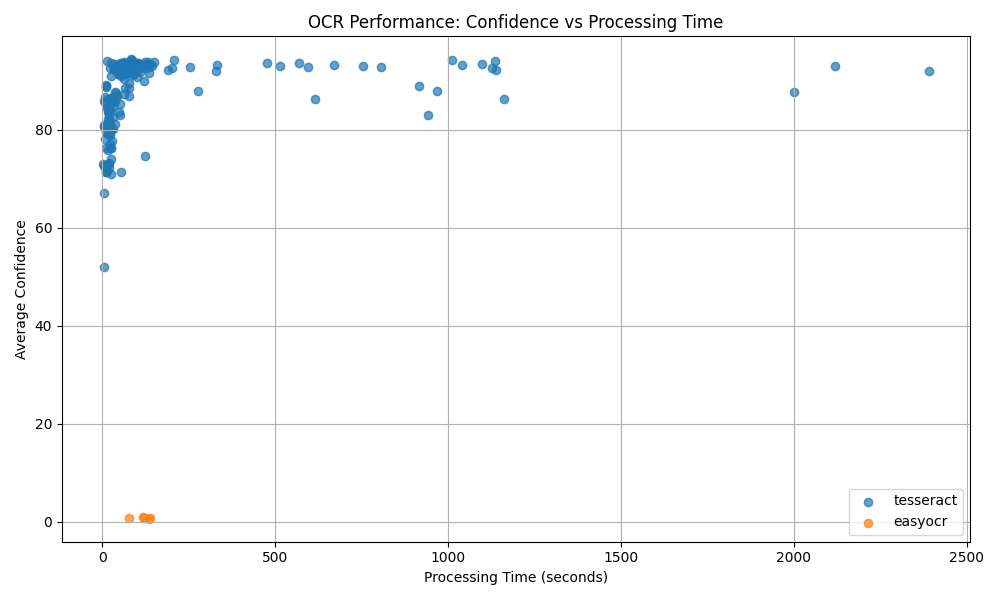 OCR Performance: Confidence vs Processing Time
Average Confidence
80
60
40
20
0
0 500 1000 1500 2000 2500
Processing Time (seconds)
tesseract
easyocr